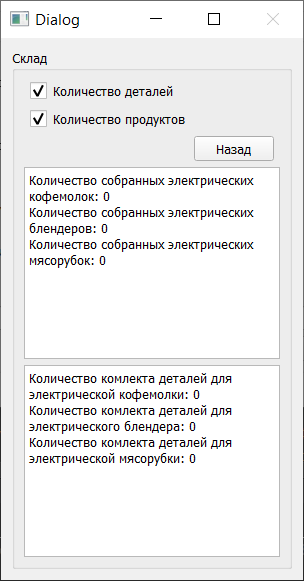 Dialog
Склад
Количество деталей
Количество продуктов
Назад
Количество собранных электрических
кофемолок: 0
Количество собранных электрических
блендеров: 0
Количество собранных электрических
мясорубок: 0
Количество комлекта деталей для
электрической кофемолки: 0
Количество комлекта деталей для
электрического блендера: 0
Количество комлекта деталей для
электрической мясорубки: 0